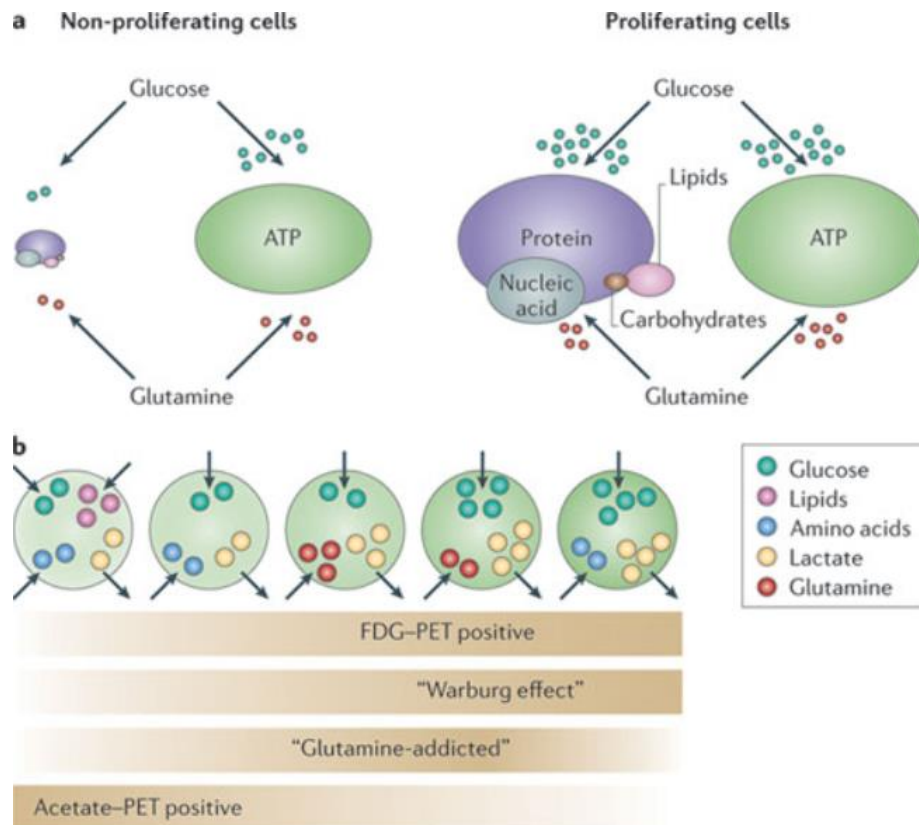 a Non-proliferating cells
Proliferating cells
Glucose
ATP
Glutamine
Glucose
Lipids
Protein
ATP
Nucleic
acid
Carbohydrates
Glutamine
b
Glucose
Lipids
Amino acids
Lactate
Glutamine
FDG–PET positive
"Warburg effect"
"Glutamine-addicted"
Acetate–PET positive